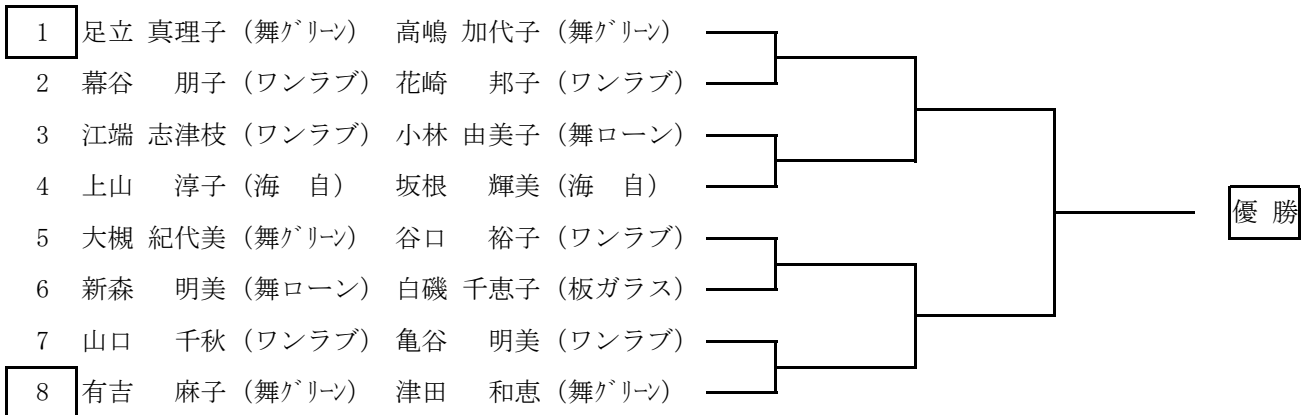 1 足立 真理子 (舞ｸﾞﾘｰﾝ) 高嶋 加代子 (舞ｸﾞﾘｰﾝ)
2 幕谷 朋子 (ワンラブ) 花崎 邦子 (ワンラブ)
3 江端 志津枝 (ワンラブ) 小林 由美子 (舞ローン)
4 上山 淳子 (海 自) 坂根 輝美 (海 自)
優 勝
5 大槻 紀代美 (舞ｸﾞﾘｰﾝ) 谷口 裕子 (ワンラブ)
6 新森 明美 (舞ローン) 白磯 千恵子 (板ガラス)
7 山口 千秋 (ワンラブ) 亀谷 明美 (ワンラブ)
8 有吉 麻子 (舞ｸﾞﾘｰﾝ) 津田 和恵 (舞ｸﾞﾘｰﾝ)